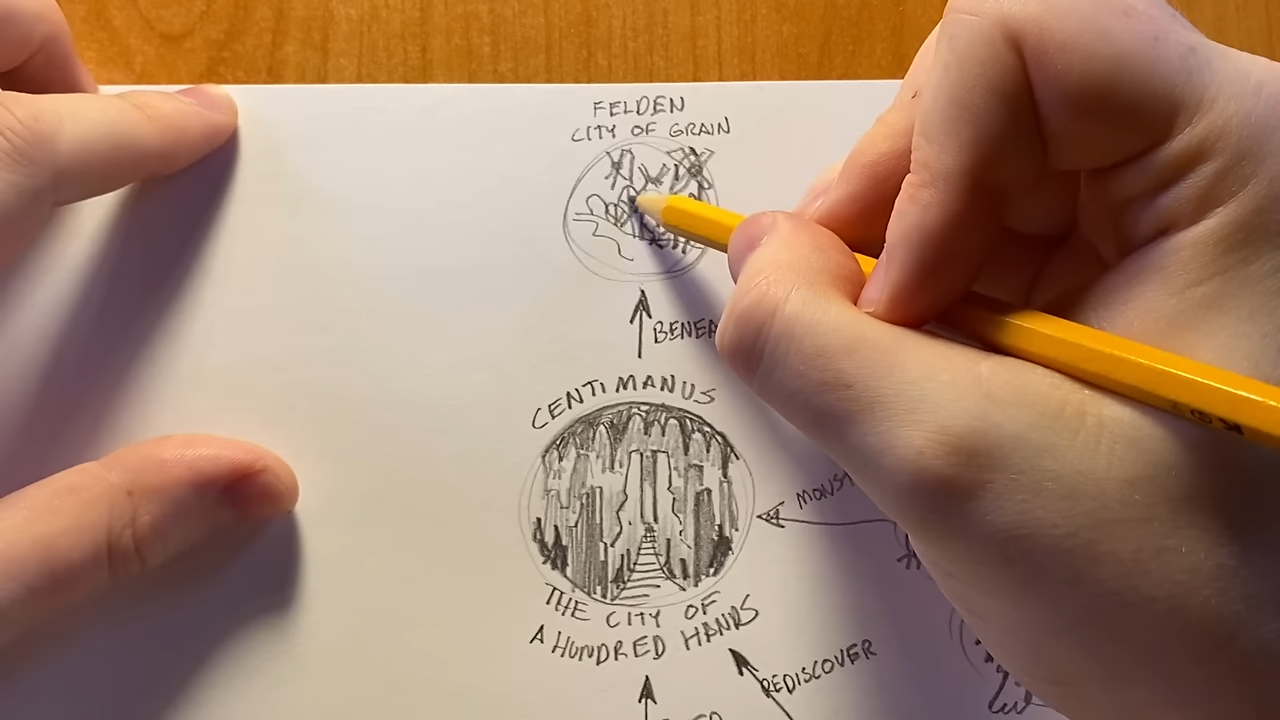 FELDEN
CITY OF GRAIN
CENTIMANUS
THE CITY OF
A HUNDRED HANDS
REDISCOVER